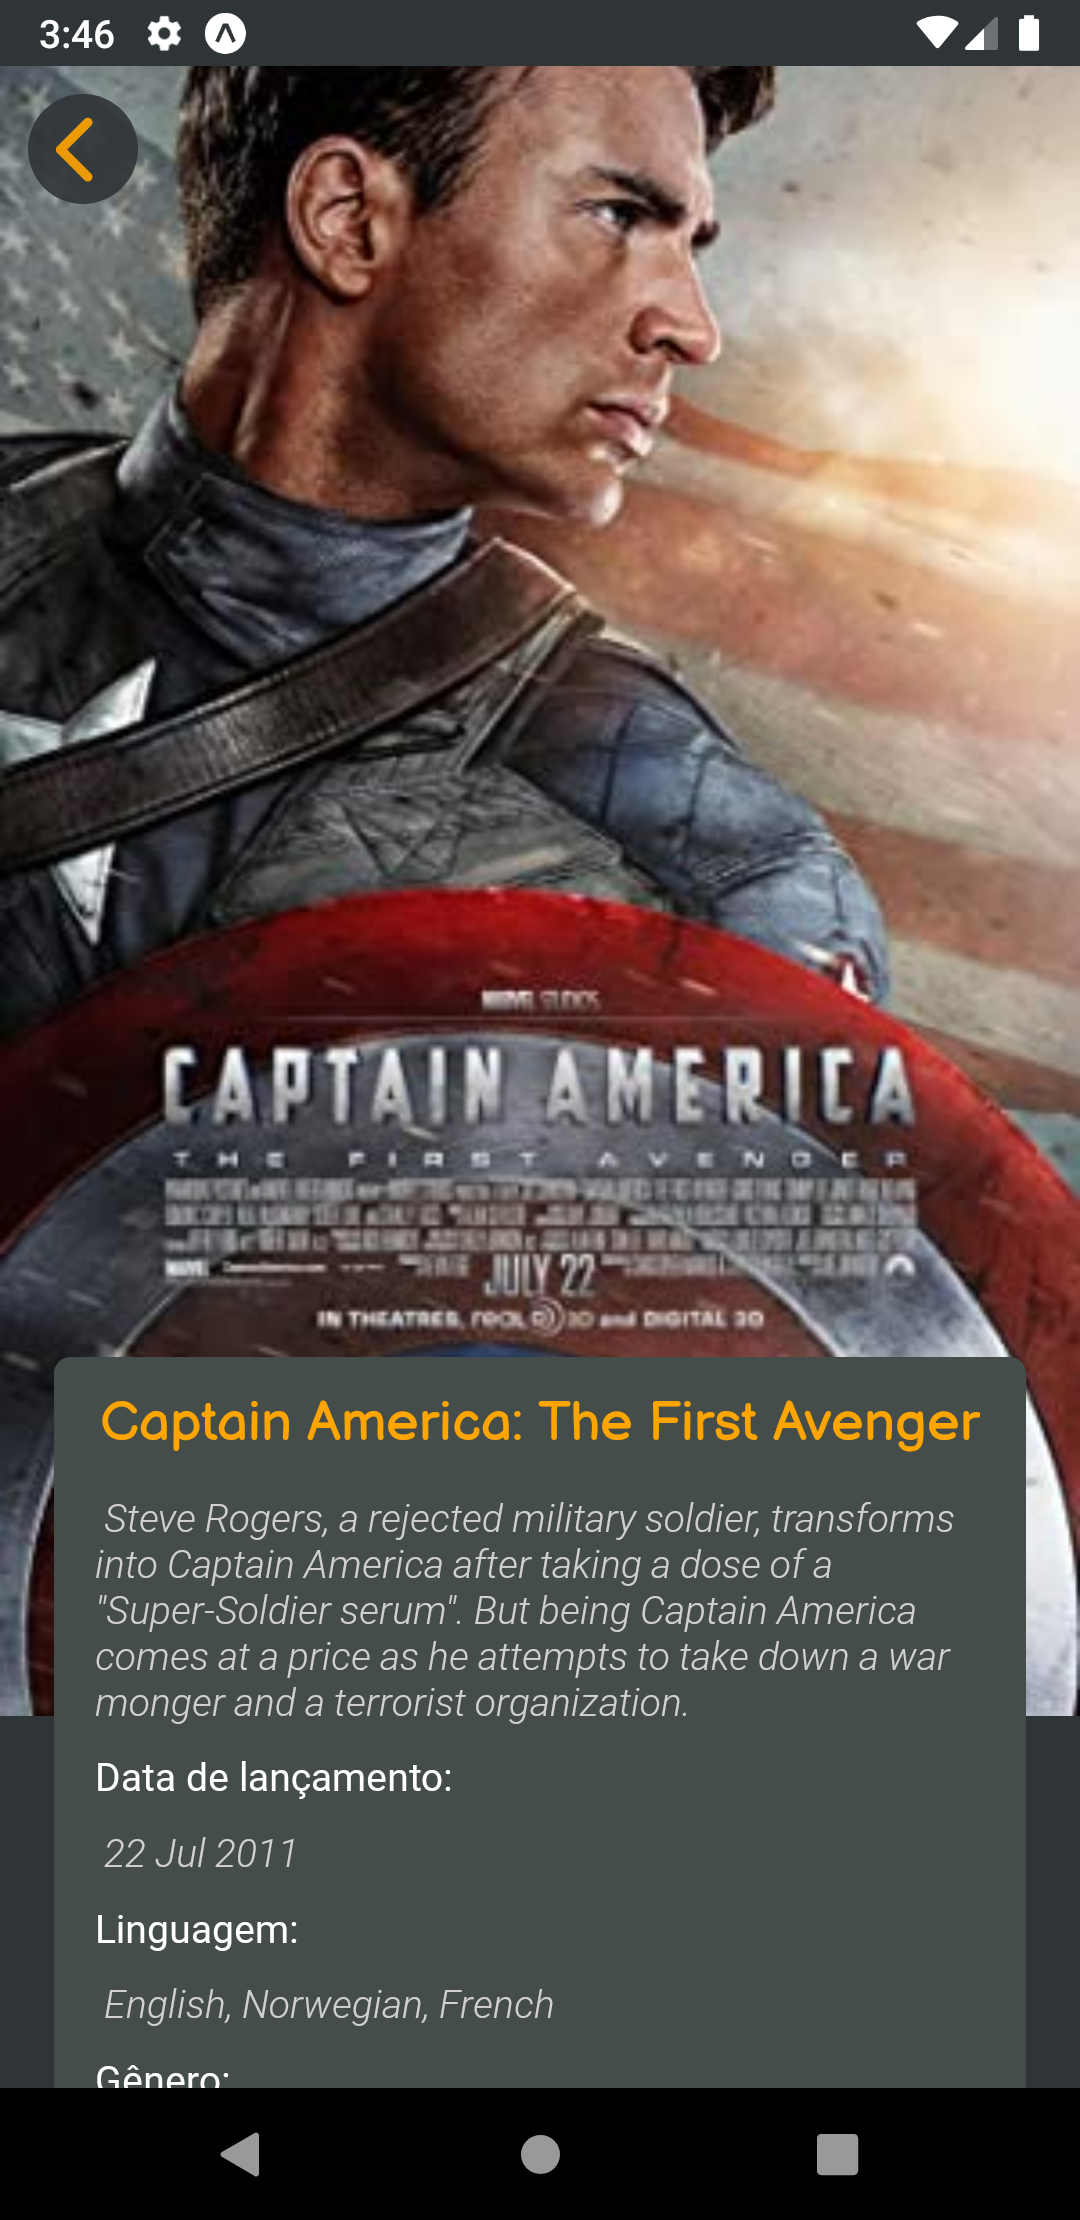 3:46
MARVEL STUDIOS
CAPTAIN AMERICA
THE FIRST AVENGER
MARVEL
JULY 22
IN THEATRES, REAL D 3D and DIGITAL 3D
Captain America: The First Avenger
Steve Rogers, a rejected military soldier, transforms
into Captain America after taking a dose of a
"Super-Soldier serum". But being Captain America
comes at a price as he attempts to take down a war
monger and a terrorist organization.
Data de lançamento:
22 Jul 2011
Linguagem:
English, Norwegian, French
Gênero: